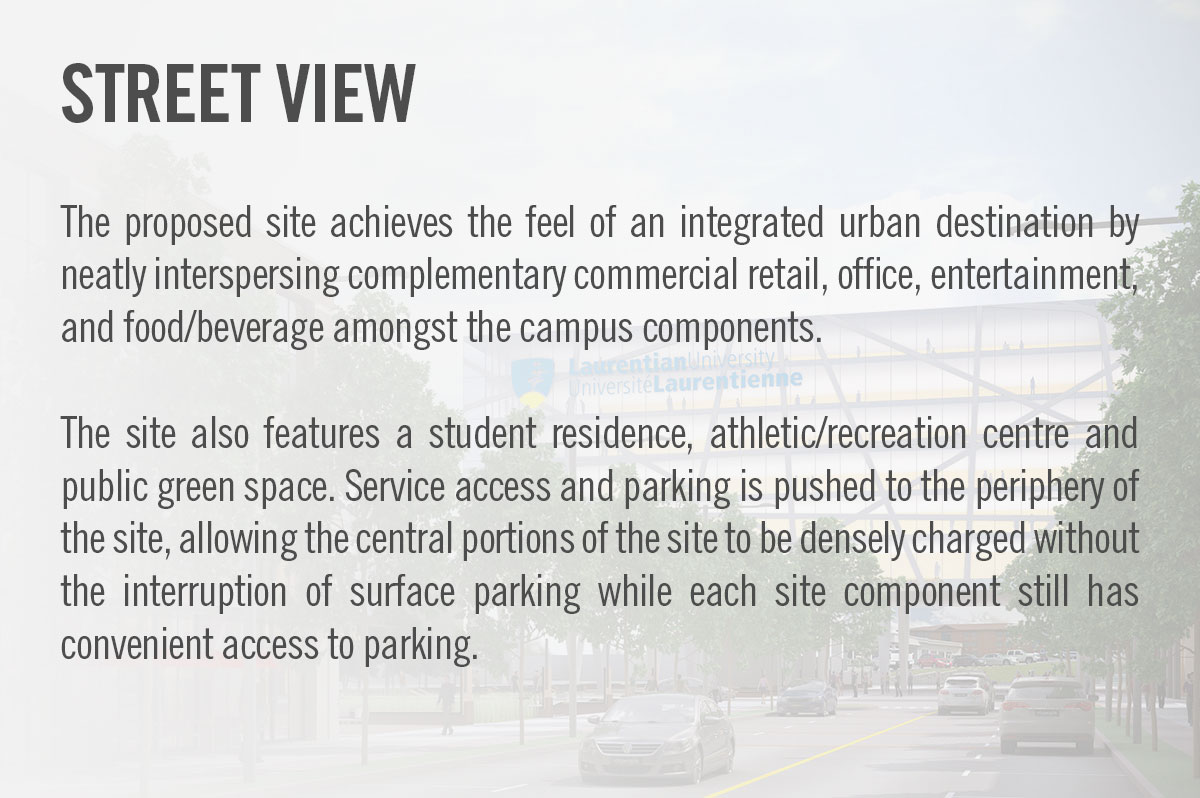 STREET VIEW
The proposed site achieves the feel of an integrated urban destination by
neatly interspersing complementary commercial retail, office, entertainment,
and food/beverage amongst the campus components.
LaurentianUniversity
UniversitéLaurentienne
The site also features a student residence, athletic/recreation centre and
public green space. Service access and parking is pushed to the periphery of
the site, allowing the central portions of the site to be densely charged without
the interruption of surface parking while each site component still has
convenient access to parking.